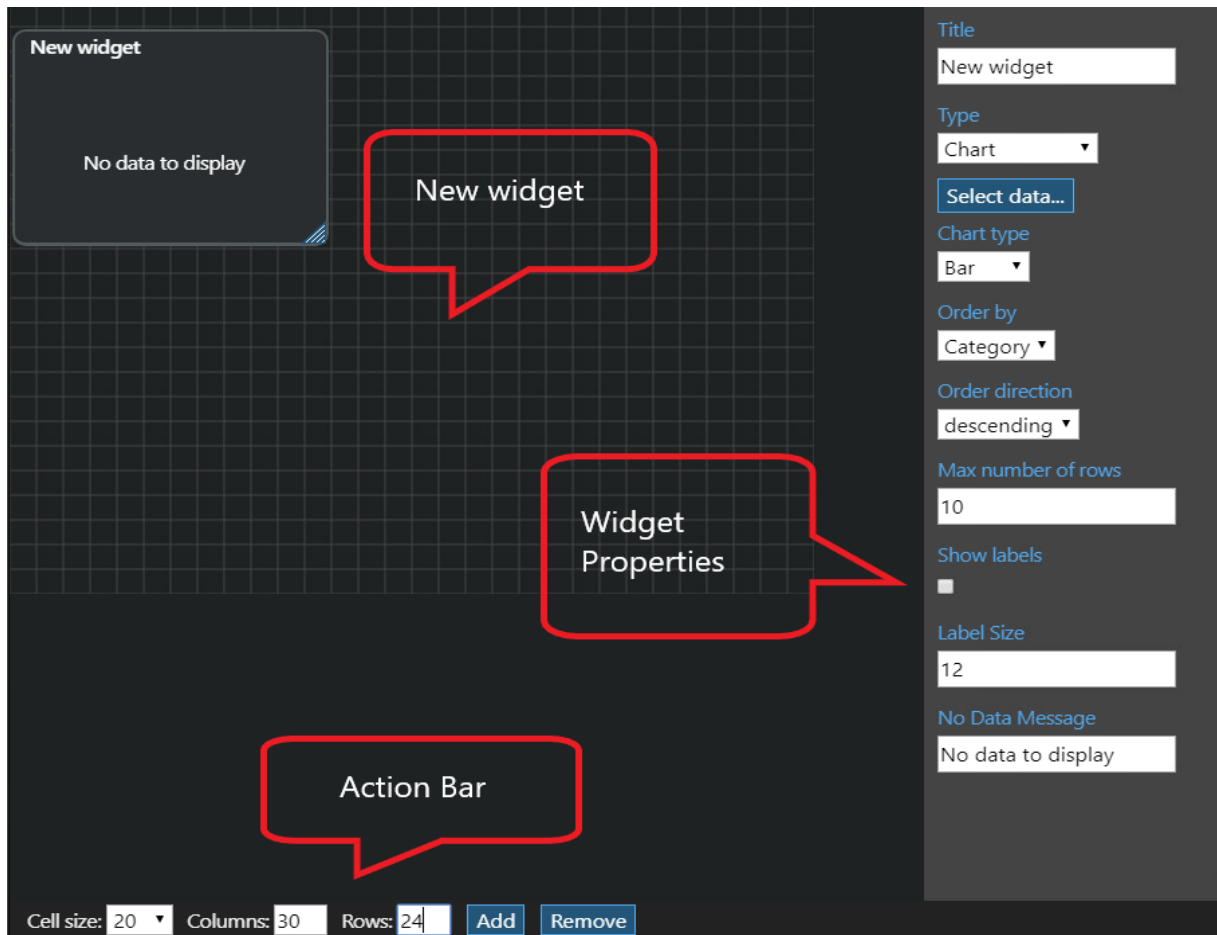 New widget
No data to display
New widget
Widget
Properties
Action Bar
Title
New widget
Type
Chart
Select data...
Chart type
Bar
Order by
Category
Order direction
descending
Max number of rows
10
Show labels
Label Size
12
No Data Message
No data to display
Cell size: 20 Columns: 30 Rows: 24 Add Remove